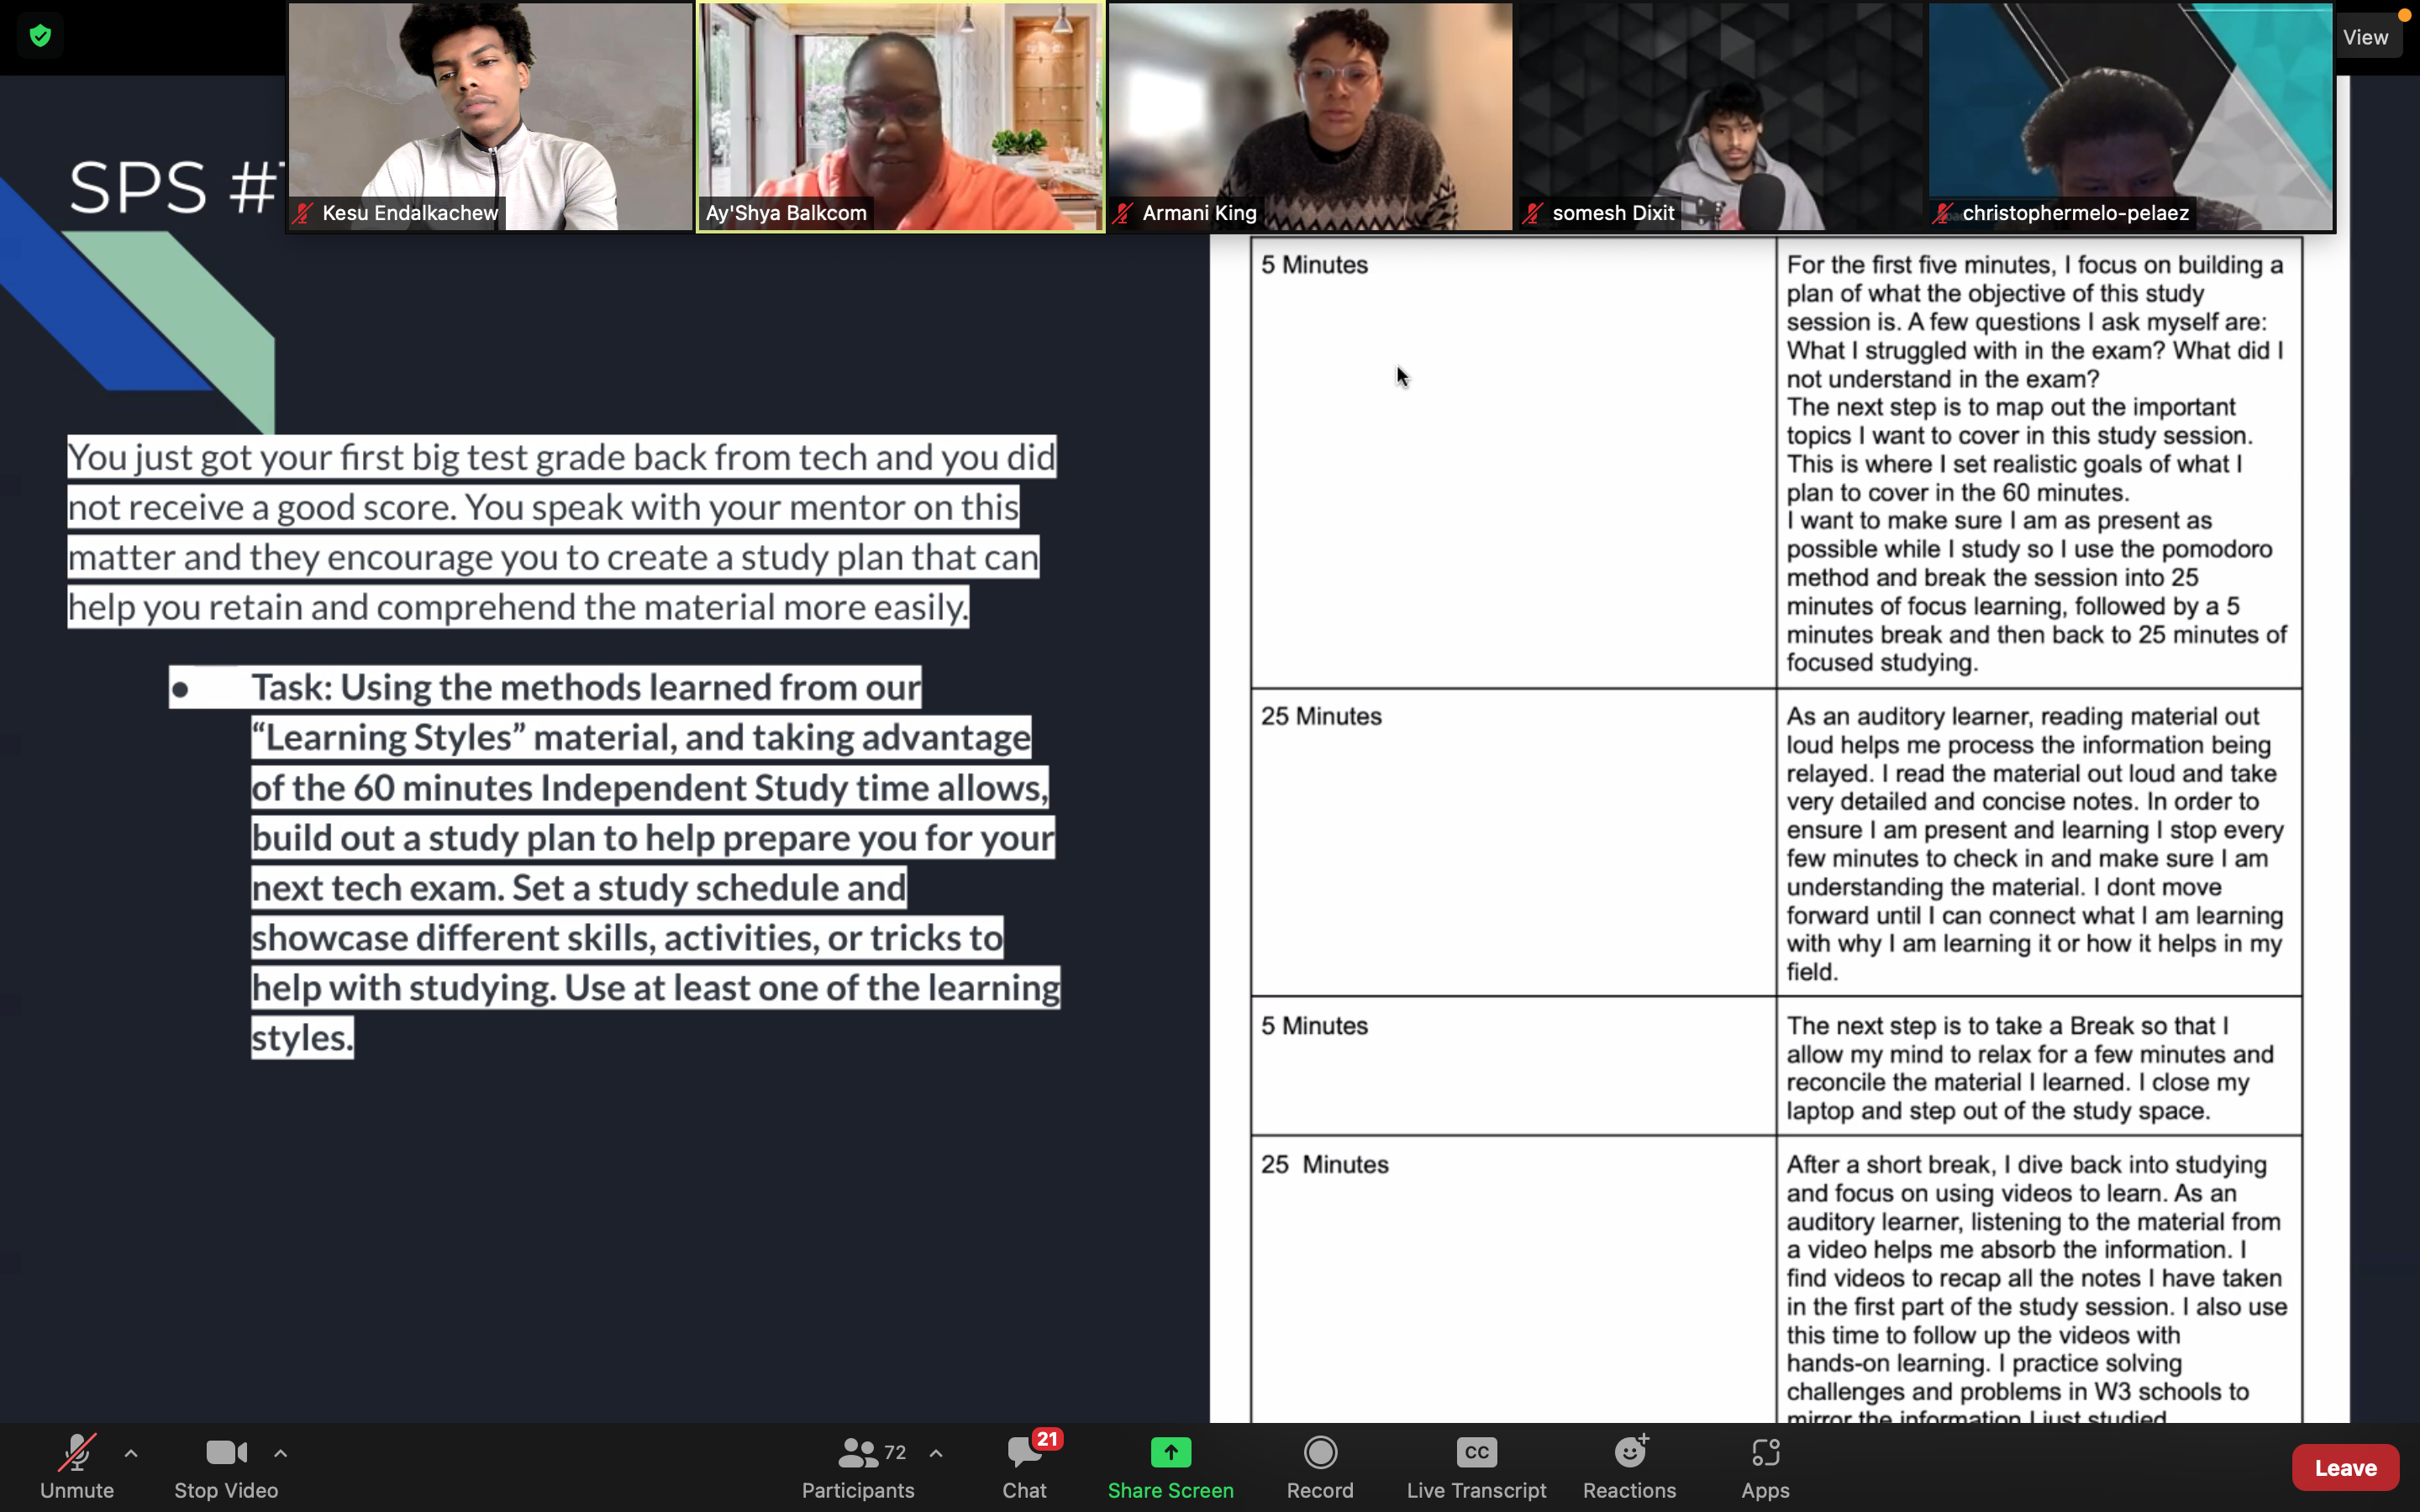 View
Kesu Endalkachew
Ay'Shya Balkcom
Armani King
somesh Dixit
christophermelo-pelaez
SPS #
You just got your first big test grade back from tech and you did
not receive a good score. You speak with your mentor on this
matter and they encourage you to create a study plan that can
help you retain and comprehend the material more easily.
● Task: Using the methods learned from our
“Learning Styles” material, and taking advantage
of the 60 minutes Independent Study time allows,
build out a study plan to help prepare you for your
next tech exam. Set a study schedule and
showcase different skills, activities, or tricks to
help with studying. Use at least one of the learning
styles.
5 Minutes
For the first five minutes, I focus on building a
plan of what the objective of this study
session is. A few questions I ask myself are:
What I struggled with in the exam? What did I
not understand in the exam?
The next step is to map out the important
topics I want to cover in this study session.
This is where I set realistic goals of what I
plan to cover in the 60 minutes.
I want to make sure I am as present as
possible while I study so I use the pomodoro
method and break the session into 25
minutes of focus learning, followed by a 5
minutes break and then back to 25 minutes of
focused studying.
25 Minutes
As an auditory learner, reading material out
loud helps me process the information being
relayed. I read the material out loud and take
very detailed and concise notes. In order to
ensure I am present and learning I stop every
few minutes to check in and make sure I am
understanding the material. I dont move
forward until I can connect what I am learning
with why I am learning it or how it helps in my
field.
5 Minutes
The next step is to take a Break so that I
allow my mind to relax for a few minutes and
reconcile the material I learned. I close my
laptop and step out of the study space.
25 Minutes
After a short break, I dive back into studying
and focus on using videos to learn. As an
auditory learner, listening to the material from
a video helps me absorb the information. I
find videos to recap all the notes I have taken
in the first part of the study session. I also use
this time to follow up the videos with
hands-on learning. I practice solving
challenges and problems in W3 schools to
mirror the information I just studied
Unmute
Stop Video
72
Participants
21
Chat
Share Screen
Record
CC
Live Transcript
Reactions
Apps
Leave